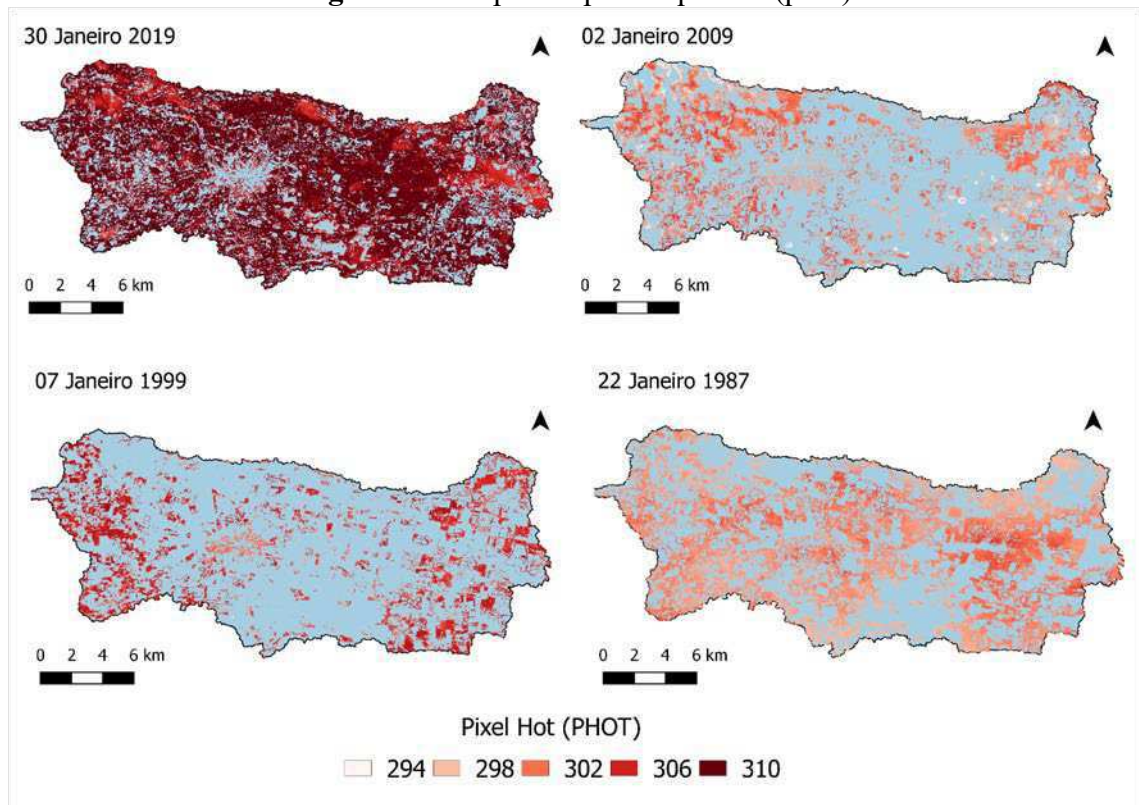 30 Janeiro 2019
02 Janeiro 2009
0 2 4 6 km
0 2 4 6 km
07 Janeiro 1999
22 Janeiro 1987
0 2 4 6 km
0 2 4 6 km
Pixel Hot (PHOT)
294 298 302 306 310